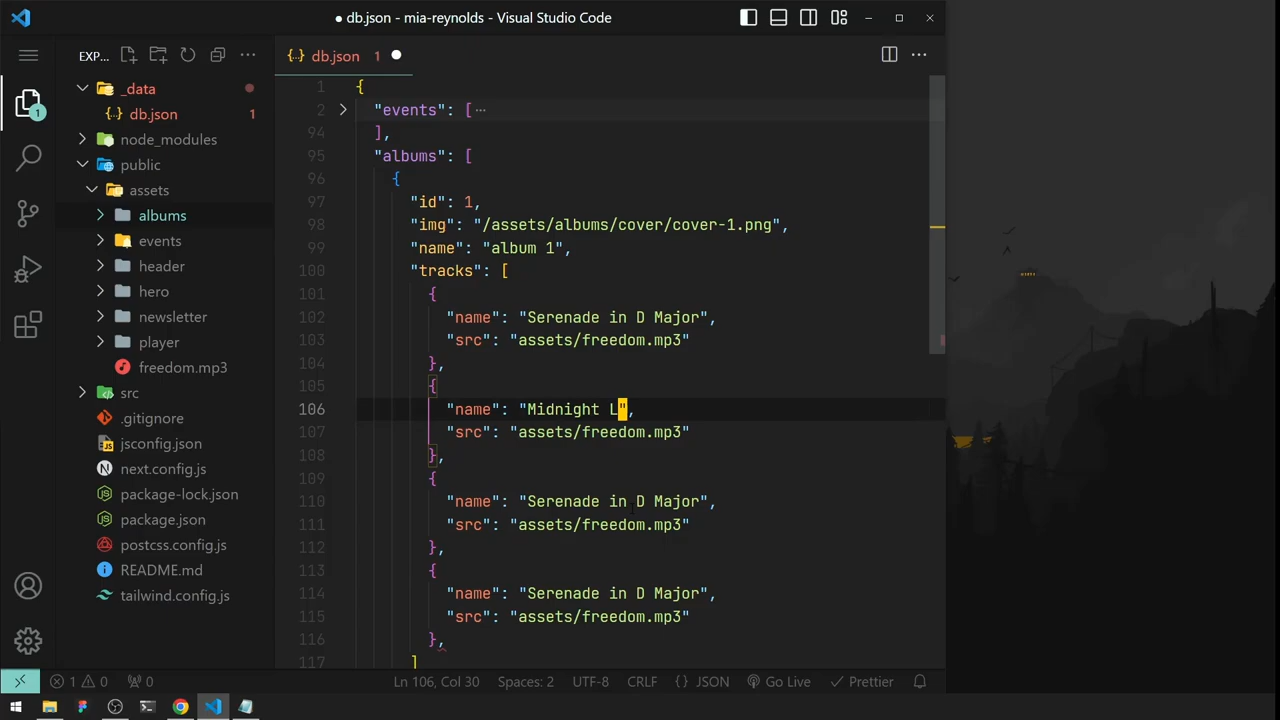 ● db.json - mia-reynolds - Visual Studio Code
EXP...
_data
db.json 1
node_modules
public
assets
albums
events
header
hero
newsletter
player
freedom.mp3
src
.gitignore
jsconfig.json
next.config.js
package-lock.json
package.json
postcss.config.js
README.md
tailwind.config.js
1
{..} db.json 1 ●
1 {
2 "events": [ ...
94 ],
95 "albums": [
96 {
97 "id": 1,
98 "img": "/assets/albums/cover/cover-1.png",
99 "name": "album 1",
100 "tracks": [
101 {
102 "name": "Serenade in D Major",
103 "src": "assets/freedom.mp3"
104 },
105 {
106 "name": "Midnight L",
107 "src": "assets/freedom.mp3"
108 },
109 {
110 "name": "Serenade in D Major",
111 "src": "assets/freedom.mp3"
112 },
113 {
114 "name": "Serenade in D Major",
115 "src": "assets/freedom.mp3"
116 },
117 ]
1 0 0 Ln 106, Col 30 Spaces: 2 UTF-8 CRLF {} JSON Go Live Prettier